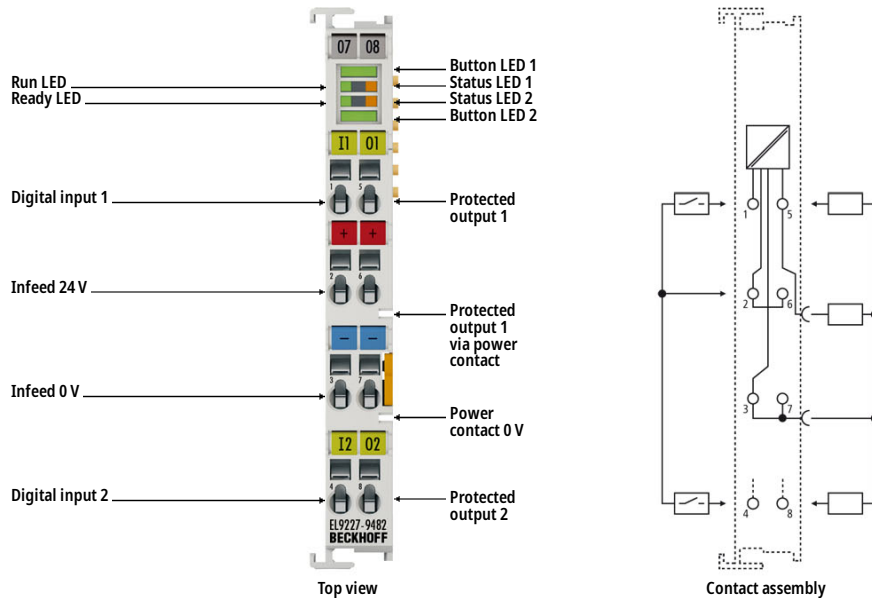 07 08
Button LED 1
Run LED
Status LED 1
Ready LED
Status LED 2
Button LED 2
I1 O1
1 5
Digital input 1
Protected
output 1
+ +
2 6
Infeed 24 V
Protected
output 1
via power
contact
– –
3 7
Infeed 0 V
Power
contact 0 V
I2 O2
4 8
Digital input 2
Protected
output 2
EL9227-9482
BECKHOFF
Top view
1 5
2 6
3 7
4 8
Contact assembly